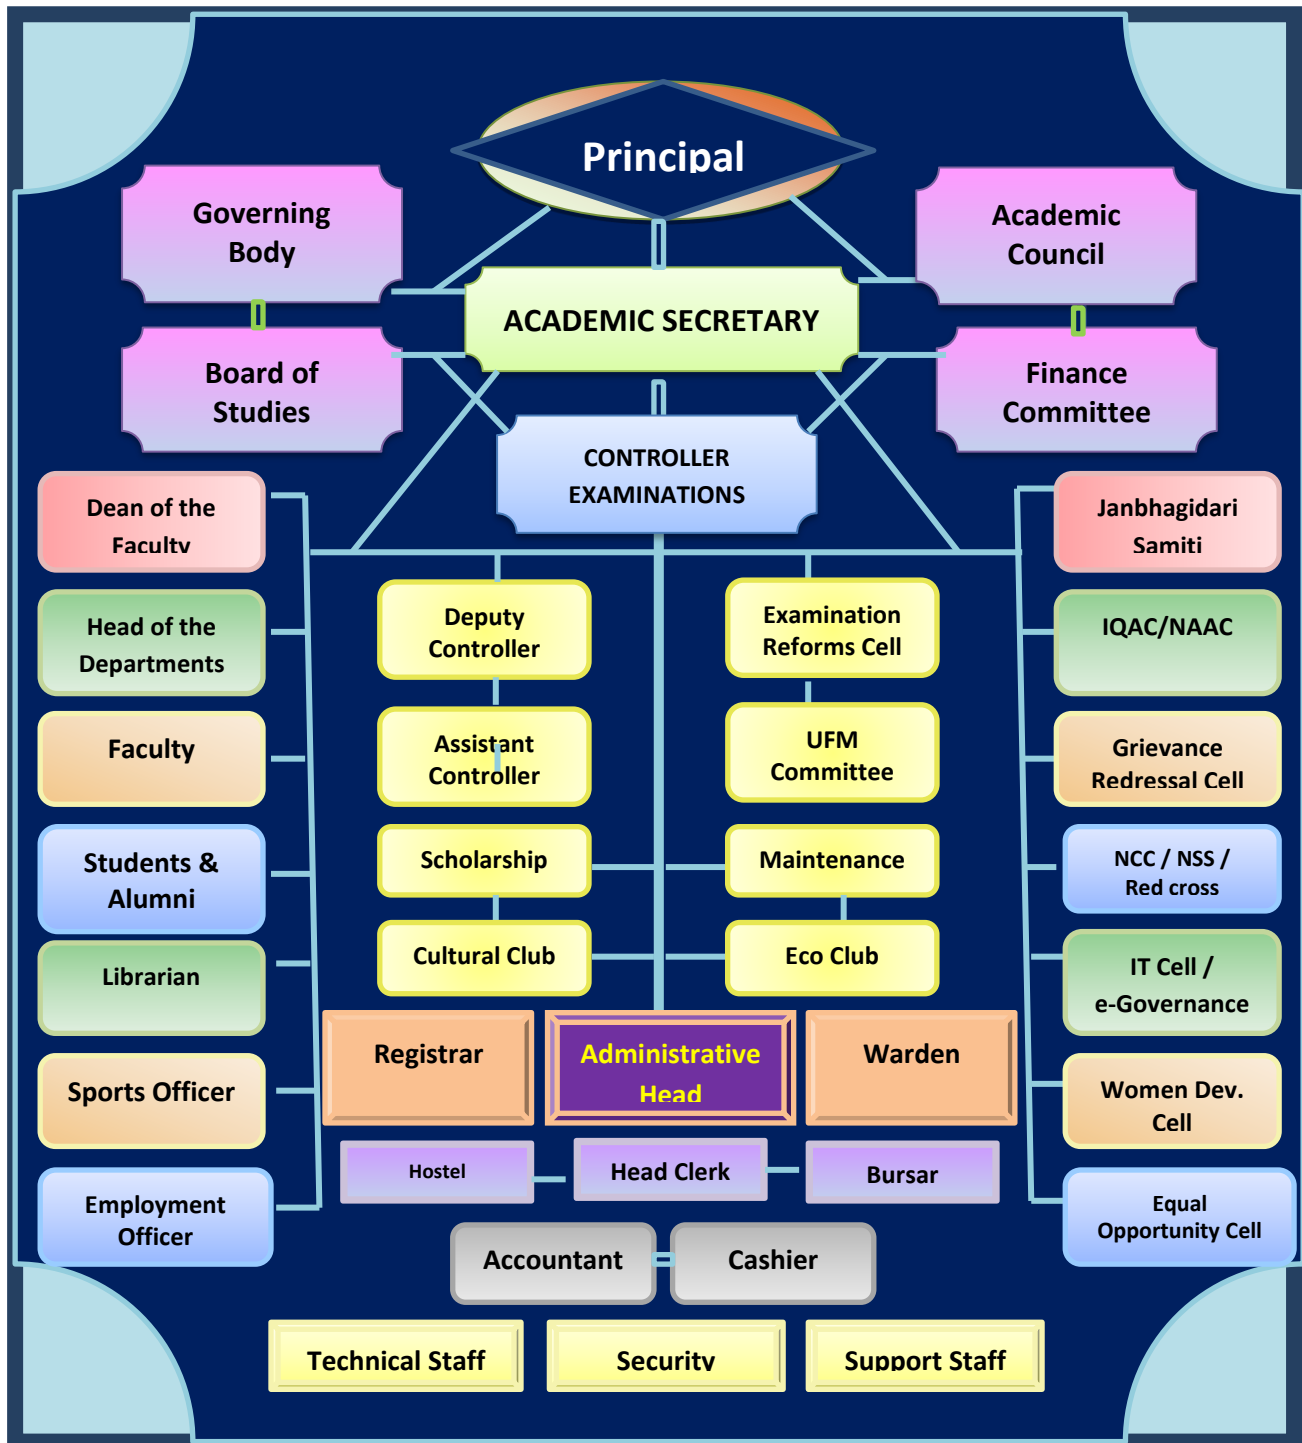 Principal
Governing
Body
Academic
Council
ACADEMIC SECRETARY
Board of
Studies
Finance
Committee
CONTROLLER
EXAMINATIONS
Dean of the
Faculty
Head of the
Departments
Faculty
Students &
Alumni
Librarian
Sports Officer
Employment
Officer
Deputy
Controller
Assistant
Controller
Scholarship
Cultural Club
Examination
Reforms Cell
UFM
Committee
Maintenance
Eco Club
Janbhagidari
Samiti
IQAC/NAAC
Grievance
Redressal Cell
NCC / NSS /
Red cross
IT Cell /
e-Governance
Women Dev.
Cell
Equal
Opportunity Cell
Registrar
Administrative
Head
Warden
Hostel
Head Clerk
Bursar
Accountant
Cashier
Technical Staff
Security
Support Staff